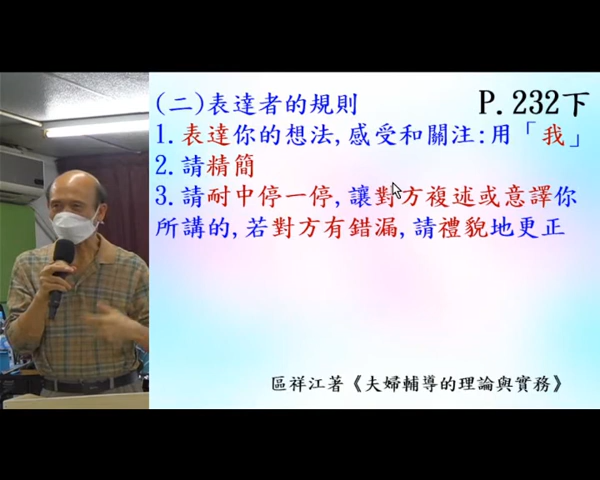 (二)表達者的規則 P.232下
1.表達你的想法,感受和關注:用「我」
2.請精簡
3.請耐中停一停,讓對方複述或意譯你
所講的,若對方有錯漏,請禮貌地更正
區祥江著《夫婦輔導的理論與實務》